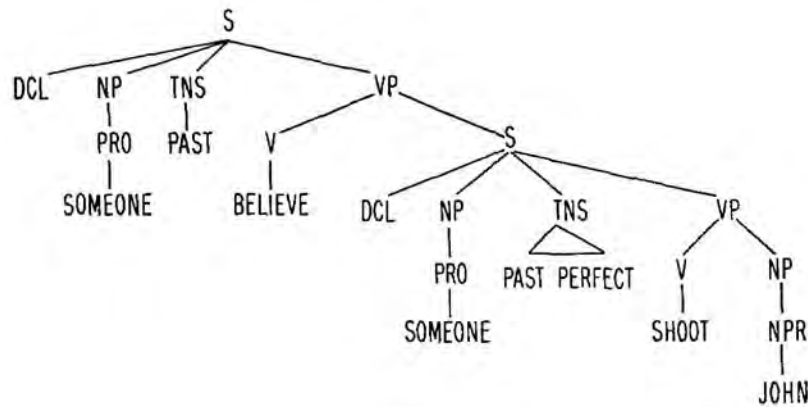 S
DCL NP TNS VP
PRO PAST V S
SOMEONE BELIEVE DCL NP TNS VP
PRO PAST PERFECT V NP
SOMEONE SHOOT NPR
JOHN